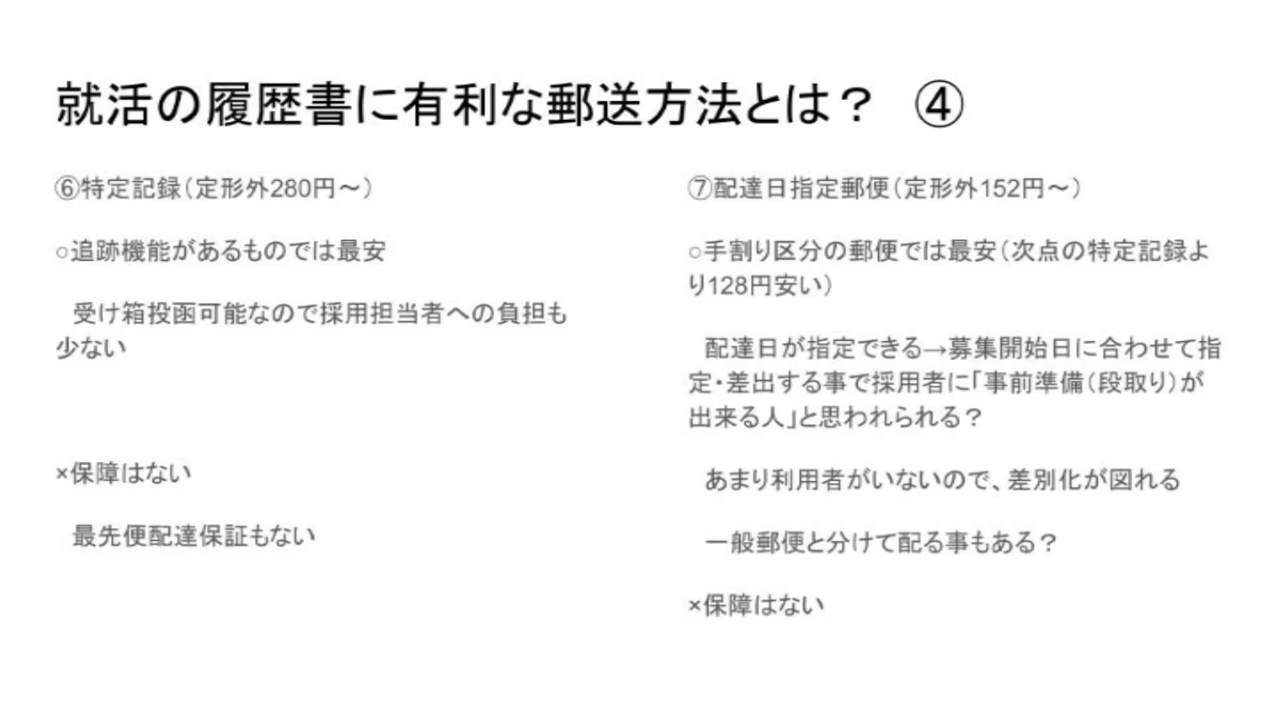 就活の履歴書に有利な郵送方法とは？　④
⑥特定記録（定形外280円〜）
○追跡機能があるものでは最安
受け箱投函可能なので採用担当者への負担も
少ない
×保障はない
最先便配達保証もない
⑦配達日指定郵便（定形外152円〜）
○手割り区分の郵便では最安（次点の特定記録よ
り128円安い）
配達日が指定できる→募集開始日に合わせて指
定・差出する事で採用者に「事前準備（段取り）が
出来る人」と思われられる？
あまり利用者がいないので、差別化が図れる
一般郵便と分けて配る事もある？
×保障はない